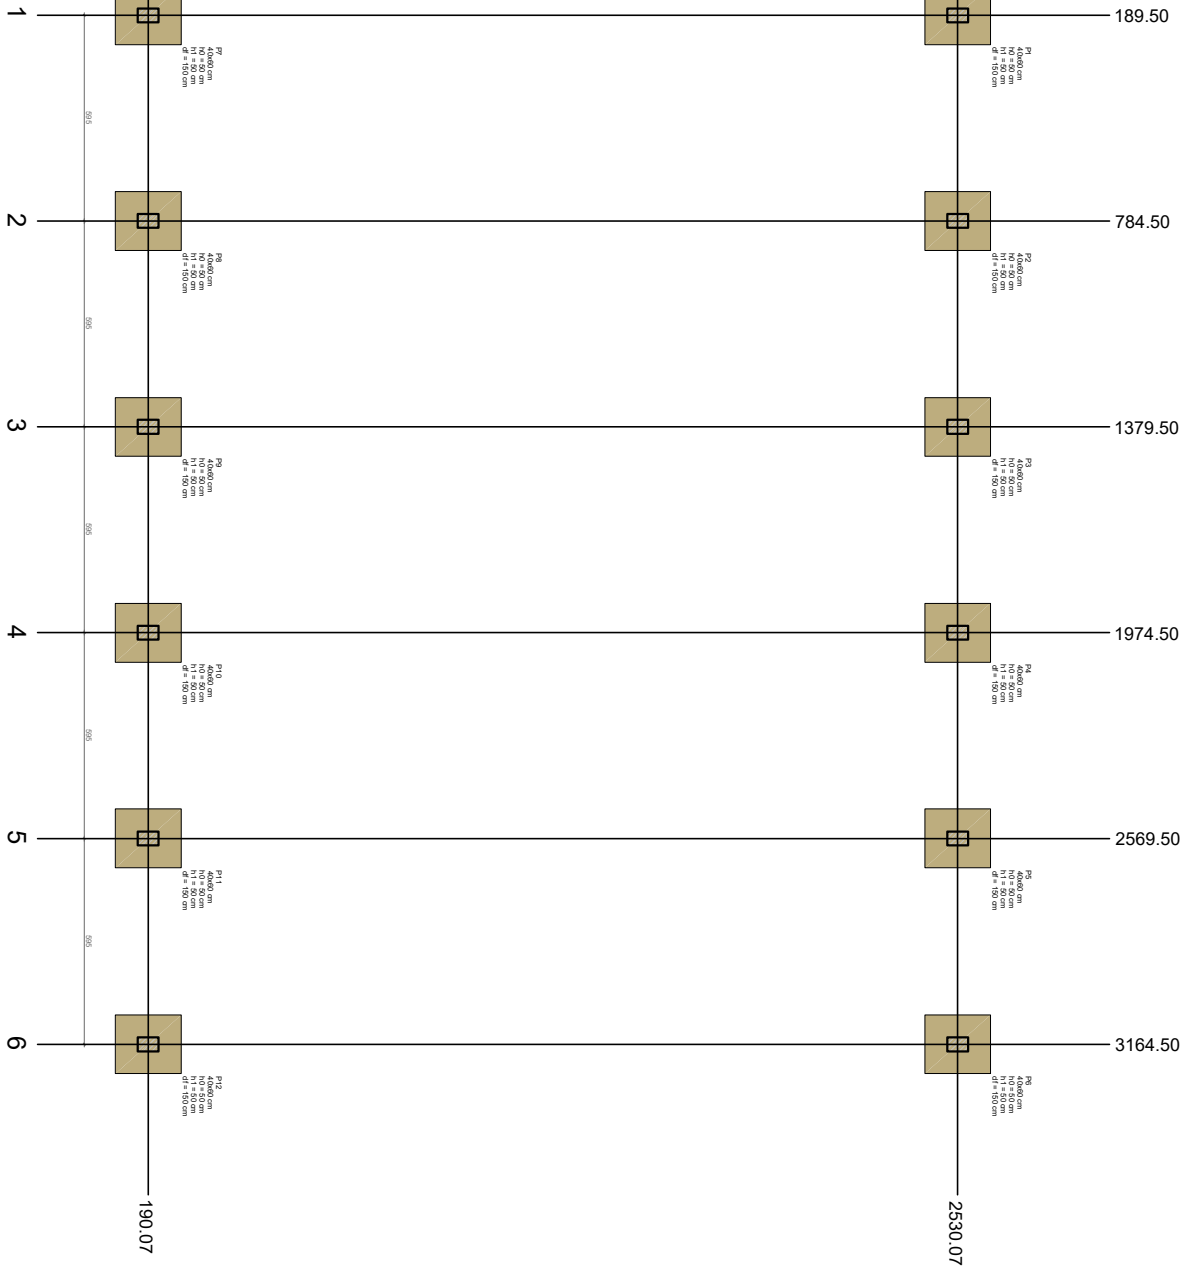 1
189.50
P7
40x60 cm
h0 = 50 cm
h1 = 50 cm
df = 150 cm
P1
40x60 cm
h0 = 50 cm
h1 = 50 cm
df = 150 cm
595
2
784.50
P8
40x60 cm
h0 = 50 cm
h1 = 50 cm
df = 150 cm
P2
40x60 cm
h0 = 50 cm
h1 = 50 cm
df = 150 cm
595
3
1379.50
P9
40x60 cm
h0 = 50 cm
h1 = 50 cm
df = 150 cm
P3
40x60 cm
h0 = 50 cm
h1 = 50 cm
df = 150 cm
595
4
1974.50
P10
40x60 cm
h0 = 50 cm
h1 = 50 cm
df = 150 cm
P4
40x60 cm
h0 = 50 cm
h1 = 50 cm
df = 150 cm
595
5
2569.50
P11
40x60 cm
h0 = 50 cm
h1 = 50 cm
df = 150 cm
P5
40x60 cm
h0 = 50 cm
h1 = 50 cm
df = 150 cm
595
6
3164.50
P12
40x60 cm
h0 = 50 cm
h1 = 50 cm
df = 150 cm
P6
40x60 cm
h0 = 50 cm
h1 = 50 cm
df = 150 cm
190.07
2530.07